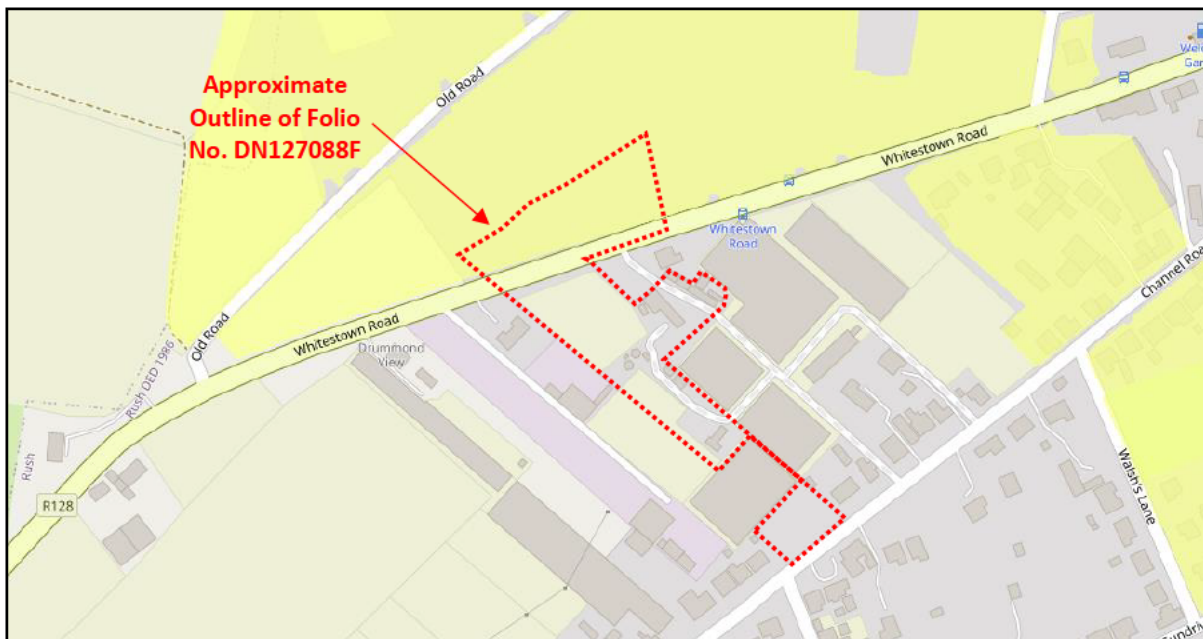 Approximate
Outline of Folio
No. DN127088F
Old Road
Whitestown Road
Whitestown
Road
Channel Roa
Whitestown Road
Drummond
View
Old Road
Rush DED 1986
Rush
R128
Walsh's Lane